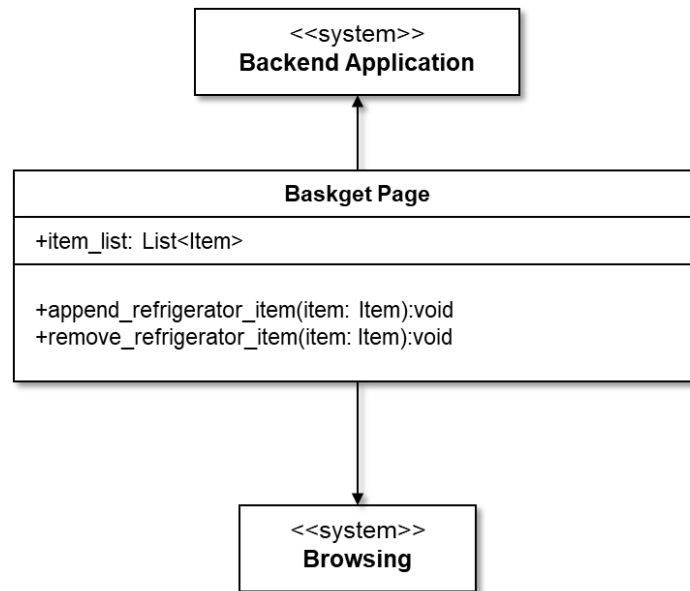 <<system>>
Backend Application
Baskget Page
+item_list: List<Item>
+append_refrigerator_item(item: Item):void
+remove_refrigerator_item(item: Item):void
<<system>>
Browsing